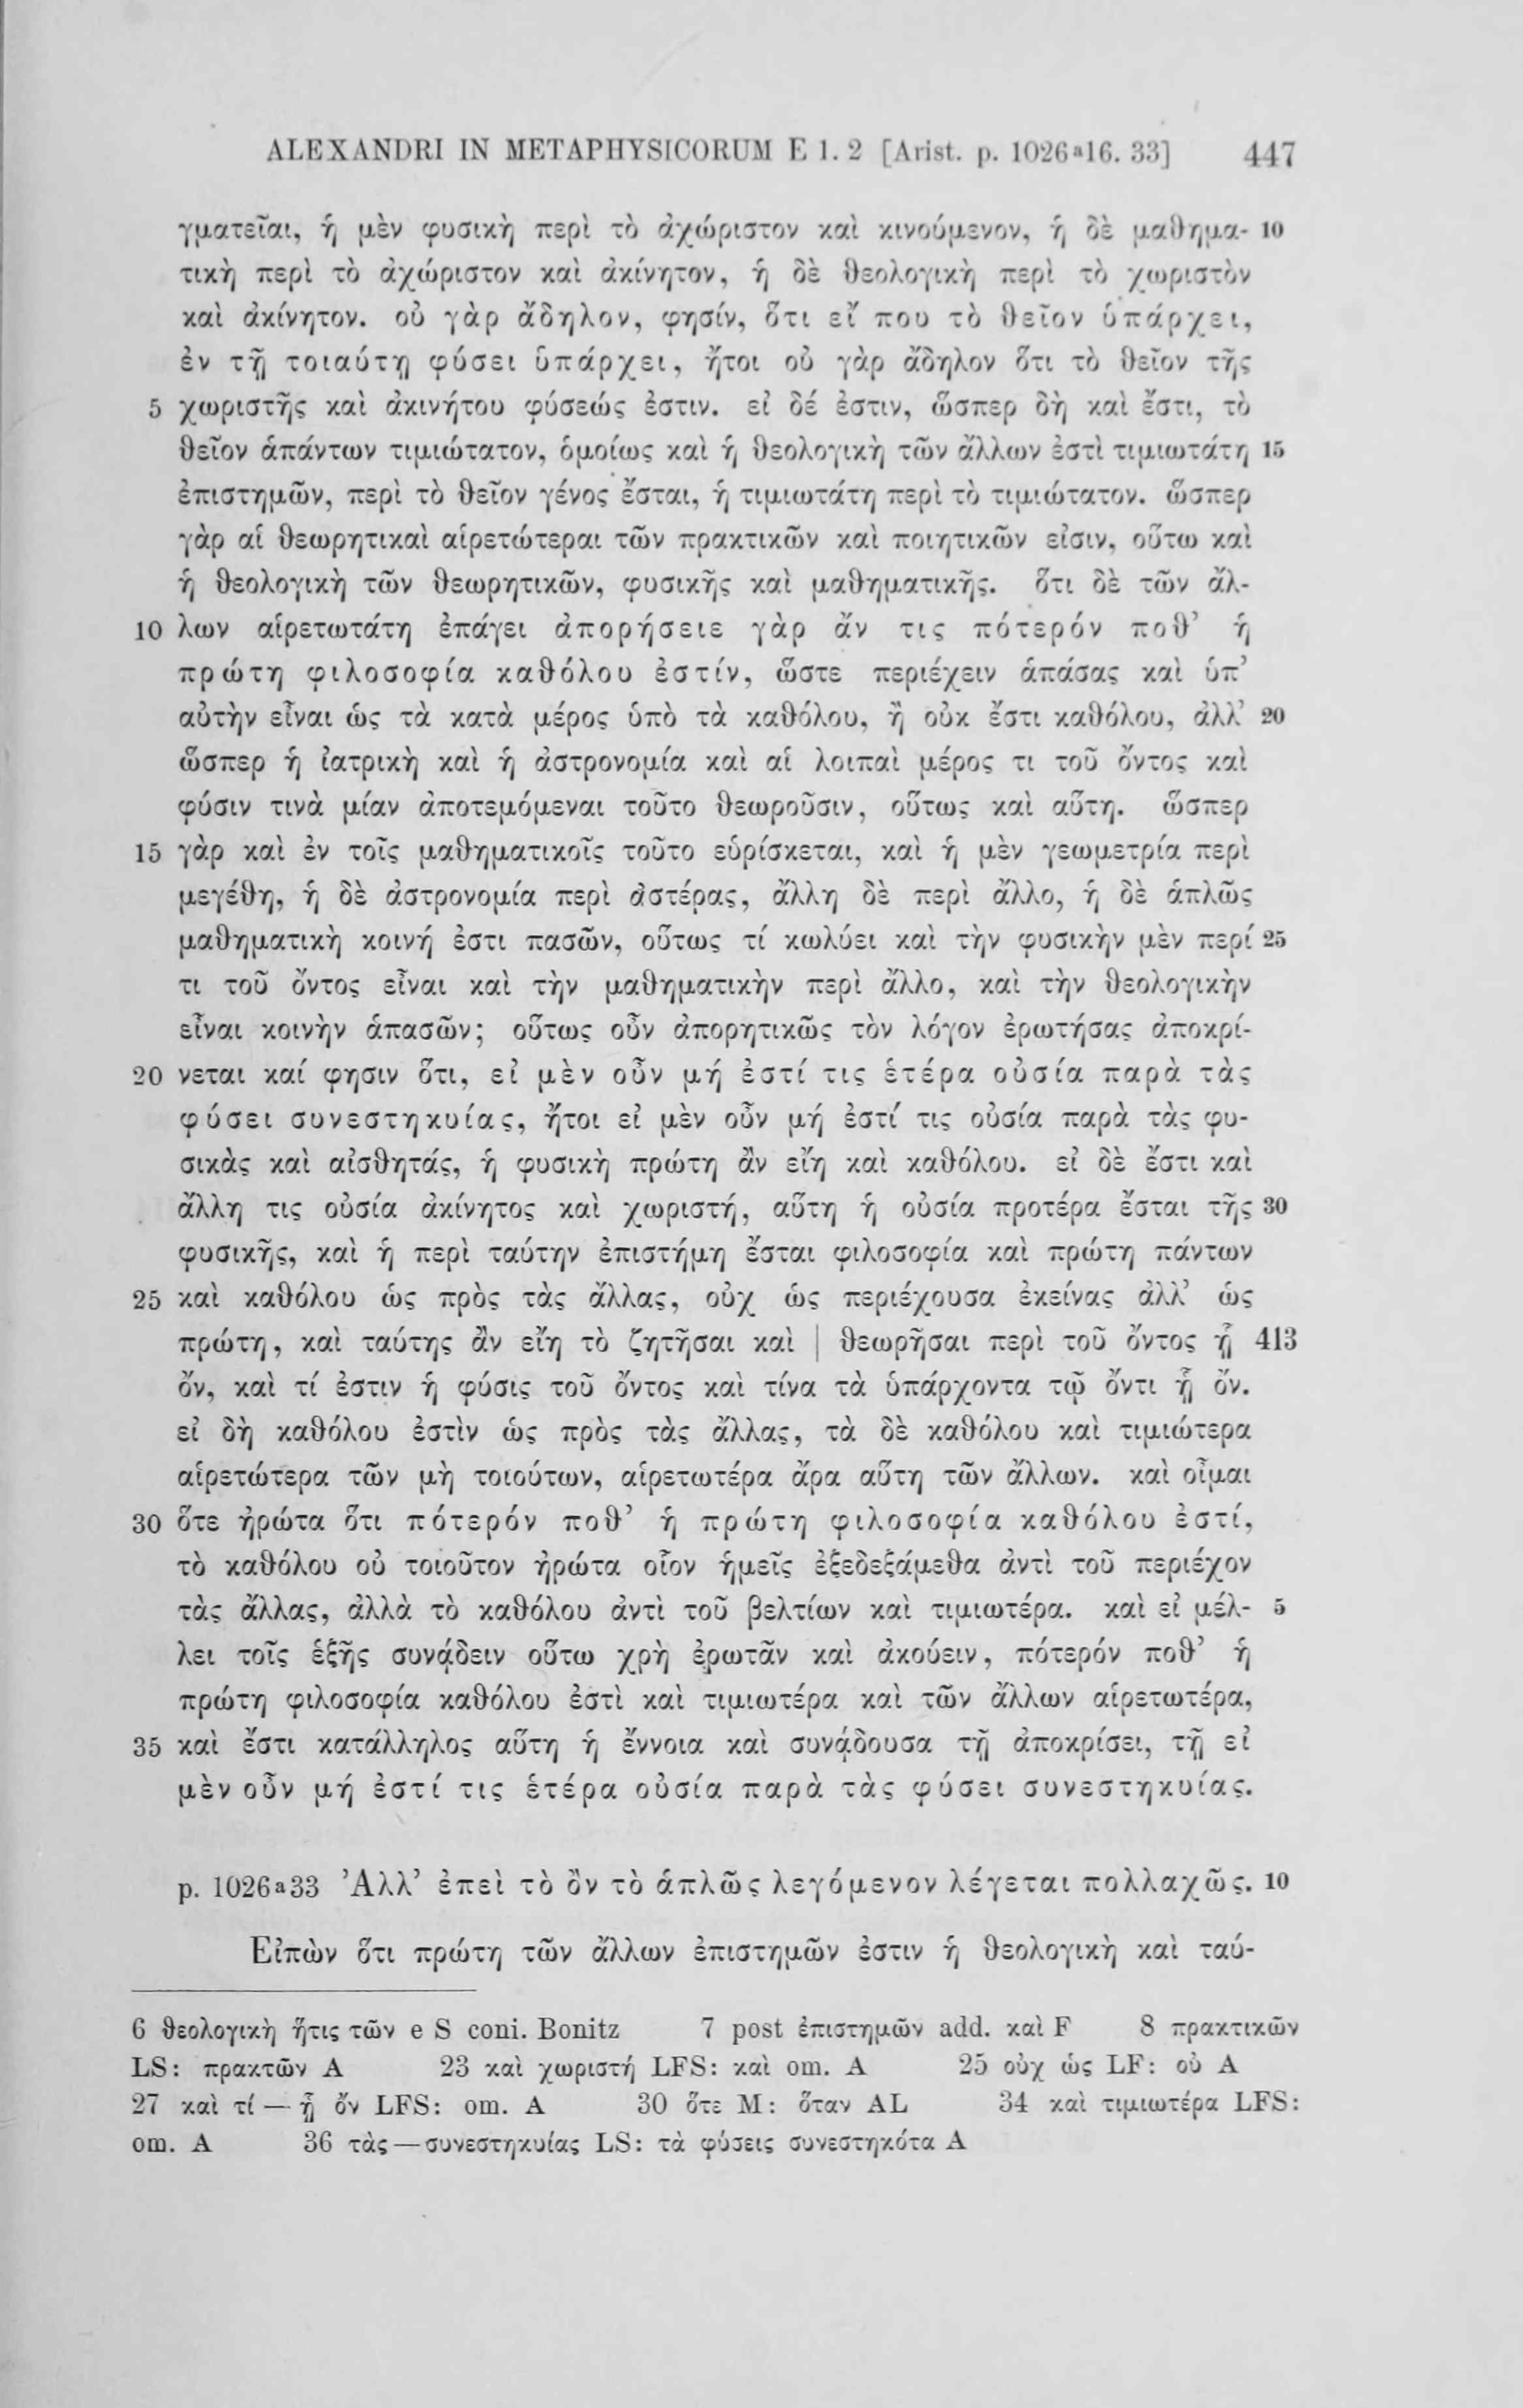 ALEXANDRI IN METAPHYSICORUM E 1. 2 [Arist. p. 1026ᵃ16. 33] 447
γματεῖαι, ἡ μὲν φυσικὴ περὶ τὸ ἀχώριστον καὶ κινούμενον, ἡ δὲ μαθημα- 10
τικὴ περὶ τὸ ἀχώριστον καὶ ἀκίνητον, ἡ δὲ θεολογικὴ περὶ τὸ χωριστὸν
καὶ ἀκίνητον. οὐ γὰρ ἄδηλον, φησίν, ὅτι εἴ που τὸ θεῖον ὑπάρχει,
ἐν τῇ τοιαύτῃ φύσει ὑπάρχει, ἤτοι οὐ γὰρ ἄδηλον ὅτι τὸ θεῖον τῆς
5 χωριστῆς καὶ ἀκινήτου φύσεώς ἐστιν. εἰ δέ ἐστιν, ὥσπερ δὴ καὶ ἔστι, τὸ
θεῖον ἁπάντων τιμιώτατον, ὁμοίως καὶ ἡ θεολογικὴ τῶν ἄλλων ἐστὶ τιμιωτάτη 15
ἐπιστημῶν, περὶ τὸ θεῖον γένος ἔσται, ἡ τιμιωτάτη περὶ τὸ τιμιώτατον. ὥσπερ
γὰρ αἱ θεωρητικαὶ αἱρετώτεραι τῶν πρακτικῶν καὶ ποιητικῶν εἰσιν, οὕτω καὶ
ἡ θεολογικὴ τῶν θεωρητικῶν, φυσικῆς καὶ μαθηματικῆς. ὅτι δὲ τῶν ἄλ-
10 λων αἱρετωτάτη ἐπάγει ἀπορήσειε γὰρ ἄν τις πότερόν ποθ’ ἡ
πρώτη φιλοσοφία καθόλου ἐστίν, ὥστε περιέχειν ἁπάσας καὶ ὑπ’
αὐτὴν εἶναι ὡς τὰ κατὰ μέρος ὑπὸ τὰ καθόλου, ἢ οὐκ ἔστι καθόλου, ἀλλ’ 20
ὥσπερ ἡ ἰατρικὴ καὶ ἡ ἀστρονομία καὶ αἱ λοιπαὶ μέρος τι τοῦ ὄντος καὶ
φύσιν τινὰ μίαν ἀποτεμόμεναι τοῦτο θεωροῦσιν, οὕτως καὶ αὕτη. ὥσπερ
15 γὰρ καὶ ἐν τοῖς μαθηματικοῖς τοῦτο εὑρίσκεται, καὶ ἡ μὲν γεωμετρία περὶ
μεγέθη, ἡ δὲ ἀστρονομία περὶ ἀστέρας, ἄλλη δὲ περὶ ἄλλο, ἡ δὲ ἁπλῶς
μαθηματικὴ κοινή ἐστι πασῶν, οὕτως τί κωλύει καὶ τὴν φυσικὴν μὲν περί 25
τι τοῦ ὄντος εἶναι καὶ τὴν μαθηματικὴν περὶ ἄλλο, καὶ τὴν θεολογικὴν
εἶναι κοινὴν ἁπασῶν; οὕτως οὖν ἀπορητικῶς τὸν λόγον ἐρωτήσας ἀποκρί-
20 νεται καί φησιν ὅτι, εἰ μὲν οὖν μή ἐστί τις ἑτέρα οὐσία παρὰ τὰς
φύσει συνεστηκυίας, ἤτοι εἰ μὲν οὖν μή ἐστί τις οὐσία παρὰ τὰς φυ-
σικὰς καὶ αἰσθητάς, ἡ φυσικὴ πρώτη ἂν εἴη καὶ καθόλου. εἰ δὲ ἔστι καὶ
ἄλλη τις οὐσία ἀκίνητος καὶ χωριστή, αὕτη ἡ οὐσία προτέρα ἔσται τῆς 30
φυσικῆς, καὶ ἡ περὶ ταύτην ἐπιστήμη ἔσται φιλοσοφία καὶ πρώτη πάντων
25 καὶ καθόλου ὡς πρὸς τὰς ἄλλας, οὐχ ὡς περιέχουσα ἐκείνας ἀλλ’ ὡς
πρώτη, καὶ ταύτης ἂν εἴη τὸ ζητῆσαι καὶ | θεωρῆσαι περὶ τοῦ ὄντος ᾗ 413
ὄν, καὶ τί ἐστιν ἡ φύσις τοῦ ὄντος καὶ τίνα τὰ ὑπάρχοντα τῷ ὄντι ᾗ ὄν.
εἰ δὴ καθόλου ἐστὶν ὡς πρὸς τὰς ἄλλας, τὰ δὲ καθόλου καὶ τιμιώτερα
αἱρετώτερα τῶν μὴ τοιούτων, αἱρετωτέρα ἄρα αὕτη τῶν ἄλλων. καὶ οἶμαι
30 ὅτε ἠρώτα ὅτι πότερόν ποθ’ ἡ πρώτη φιλοσοφία καθόλου ἐστί,
τὸ καθόλου οὐ τοιοῦτον ἠρώτα οἷον ἡμεῖς ἐξεδεξάμεθα ἀντὶ τοῦ περιέχον
τὰς ἄλλας, ἀλλὰ τὸ καθόλου ἀντὶ τοῦ βελτίων καὶ τιμιωτέρα. καὶ εἰ μέλ- 5
λει τοῖς ἑξῆς συνᾴδειν οὕτω χρὴ ἐρωτᾶν καὶ ἀκούειν, πότερόν ποθ’ ἡ
πρώτη φιλοσοφία καθόλου ἐστὶ καὶ τιμιωτέρα καὶ τῶν ἄλλων αἱρετωτέρα,
35 καὶ ἔστι κατάλληλος αὕτη ἡ ἔννοια καὶ συνᾴδουσα τῇ ἀποκρίσει, τῇ εἰ
μὲν οὖν μή ἐστί τις ἑτέρα οὐσία παρὰ τὰς φύσει συνεστηκυίας.
p. 1026ᵃ33 Ἀλλ’ ἐπεὶ τὸ ὂν τὸ ἁπλῶς λεγόμενον λέγεται πολλαχῶς. 10
Εἰπὼν ὅτι πρώτη τῶν ἄλλων ἐπιστημῶν ἐστιν ἡ θεολογικὴ καὶ ταύ-
6 θεολογικὴ ἥτις τῶν e S coni. Bonitz 7 post ἐπιστημῶν add. καὶ F 8 πρακτικῶν
LS: πρακτῶν A 23 καὶ χωριστή LFS: καὶ om. A 25 οὐχ ὡς LF: οὐ A
27 καὶ τί — ᾗ ὄν LFS: om. A 30 ὅτε M: ὅταν AL 34 καὶ τιμιωτέρα LFS:
om. A 36 τὰς — συνεστηκυίας LS: τὰ φύσεις συνεστηκότα A